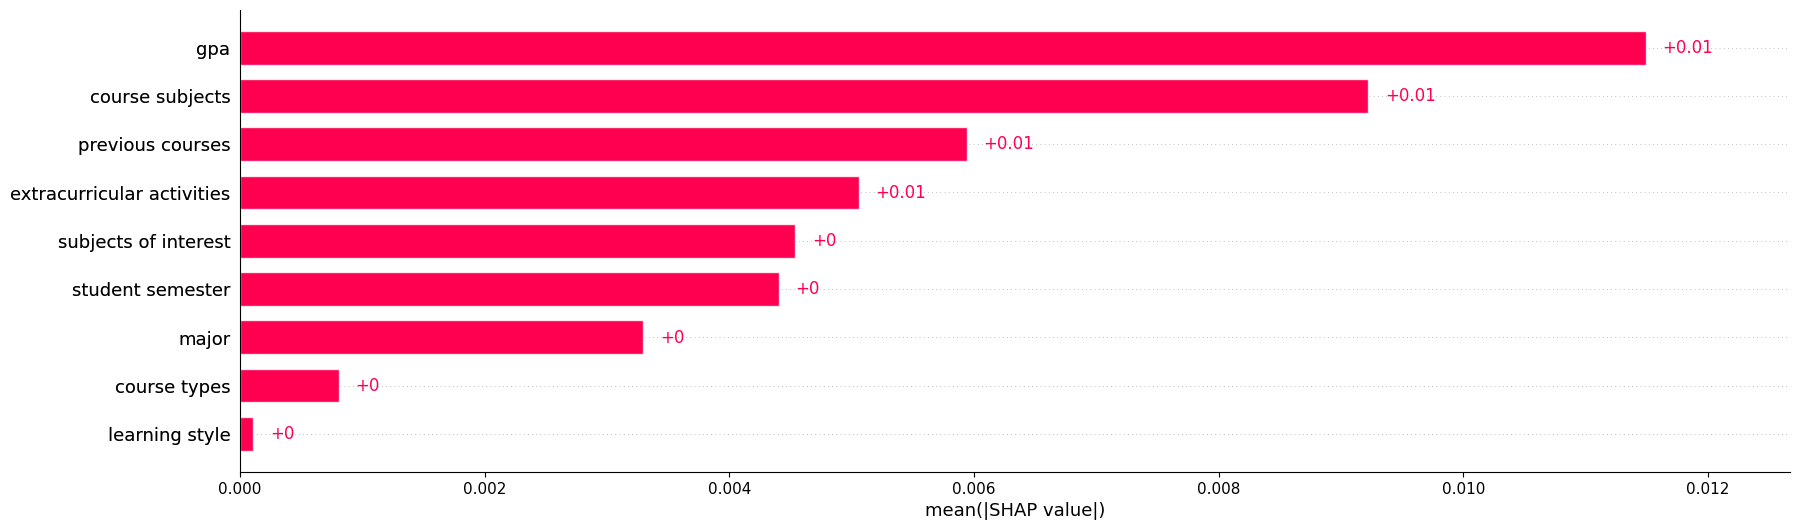 gpa +0.01
course subjects +0.01
previous courses +0.01
extracurricular activities +0.01
subjects of interest +0
student semester +0
major +0
course types +0
learning style +0
0.000 0.002 0.004 0.006 0.008 0.010 0.012
mean(|SHAP value|)